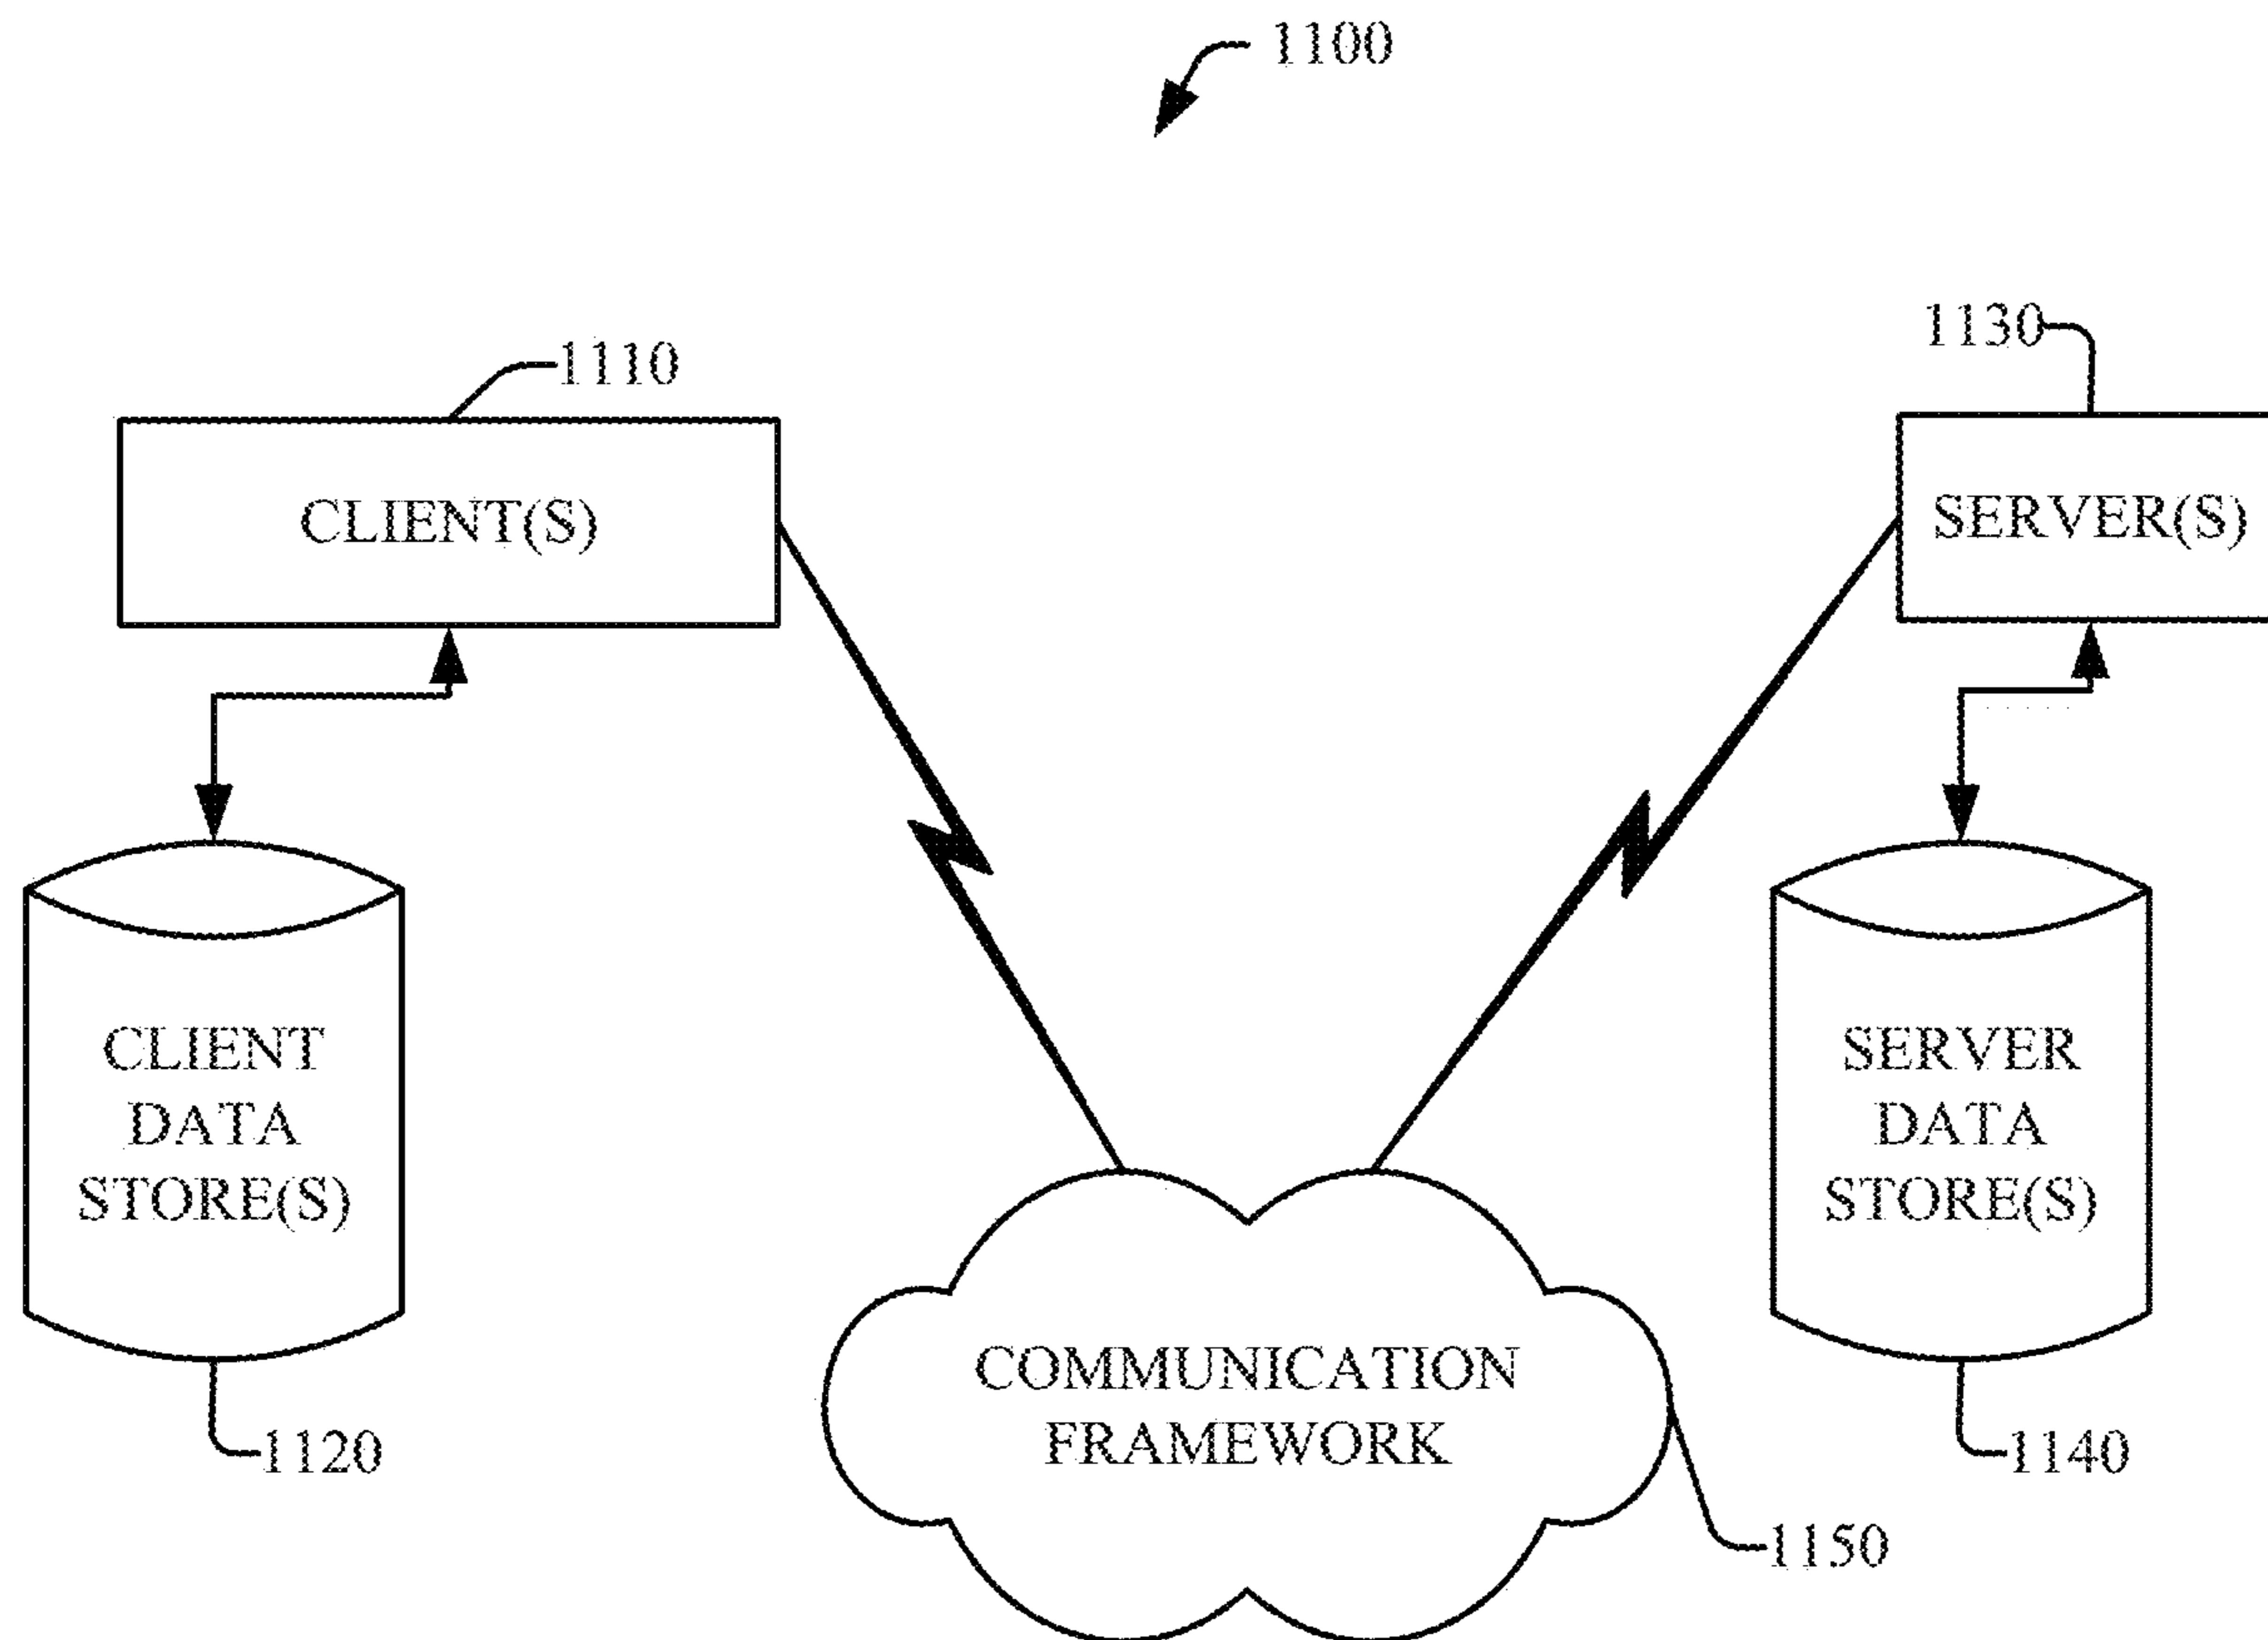 1100
1110
1130
CLIENT(S)
SERVER(S)
CLIENT
DATA
STORE(S)
SERVER
DATA
STORE(S)
COMMUNICATION
FRAMEWORK
1120
1140
1150